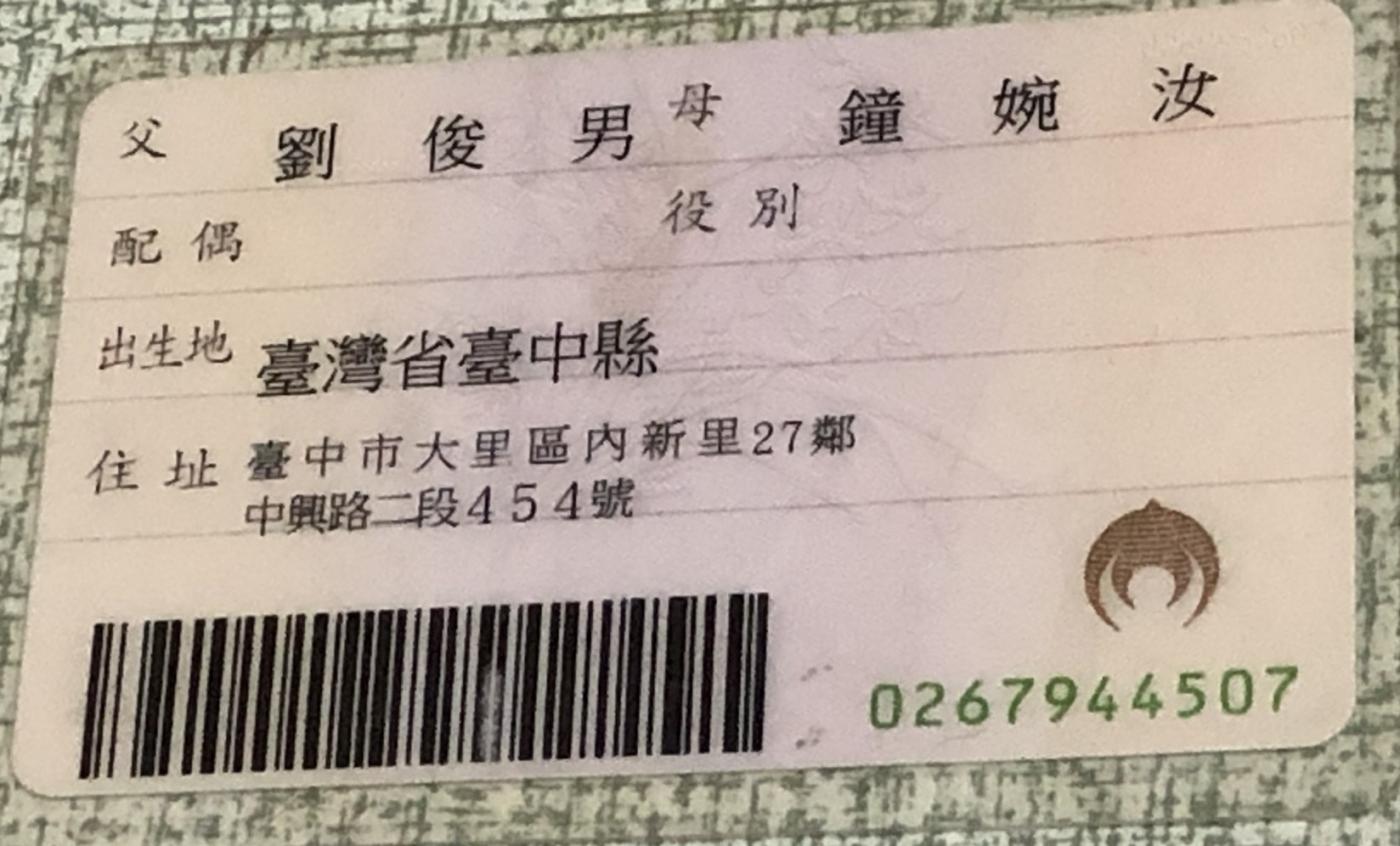 父 劉俊男 母 鐘婉汝
配偶 役別
出生地 臺灣省臺中縣
住址 臺中市大里區內新里27鄰
中興路二段454號
0267944507